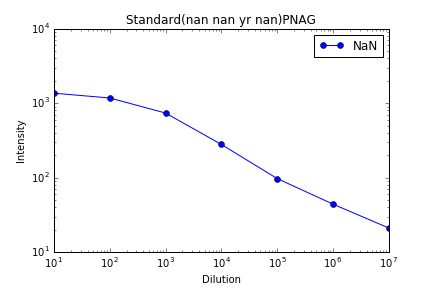 Standard(nan nan yr nan)PNAG
NaN
Intensity
10^4
10^3
10^2
10^1
10^1 10^2 10^3 10^4 10^5 10^6 10^7
Dilution